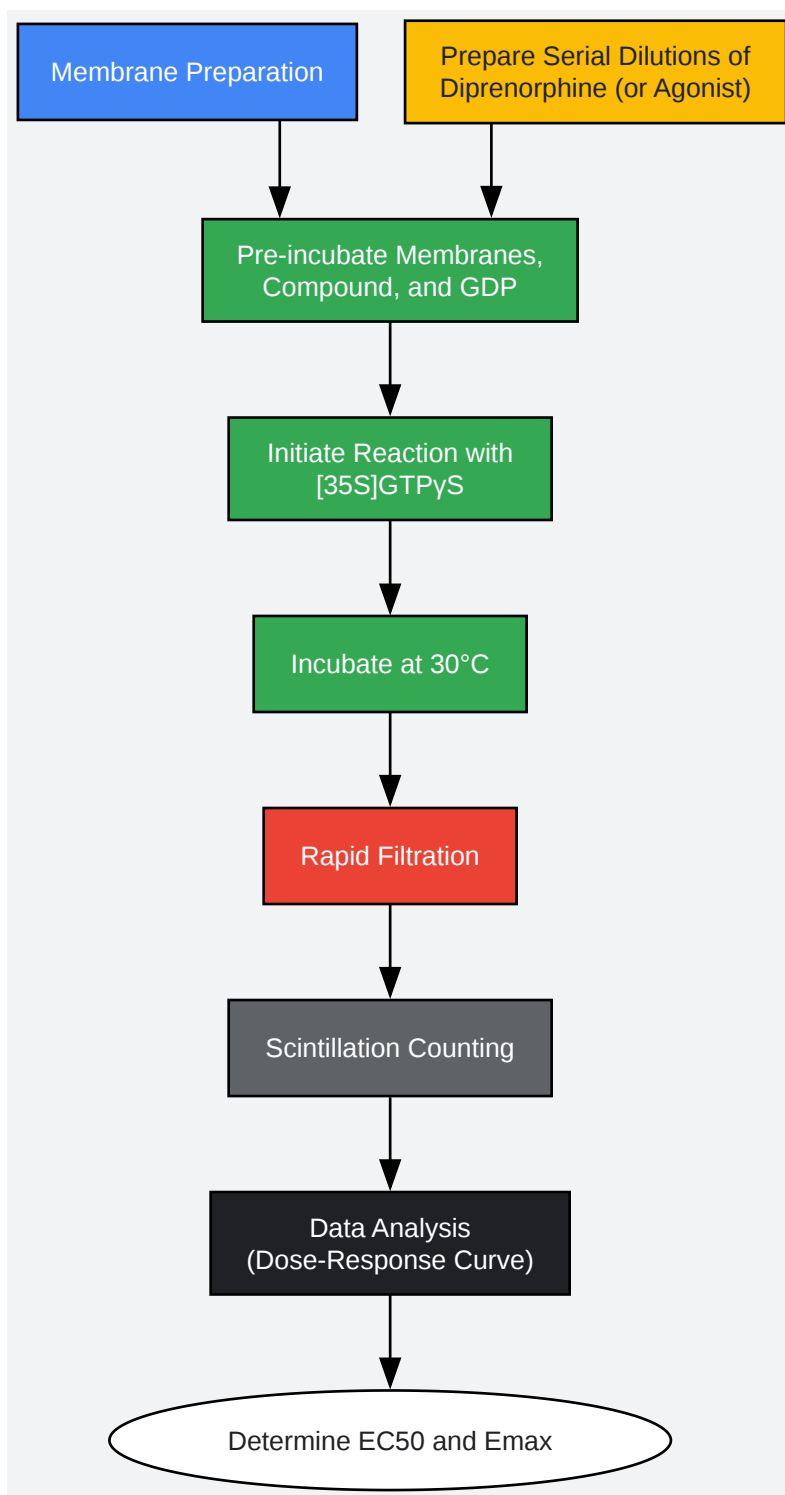 Membrane Preparation
Prepare Serial Dilutions of
Diprenorphine (or Agonist)
Pre-incubate Membranes,
Compound, and GDP
Initiate Reaction with
[35S]GTPγS
Incubate at 30°C
Rapid Filtration
Scintillation Counting
Data Analysis
(Dose-Response Curve)
Determine EC50 and Emax